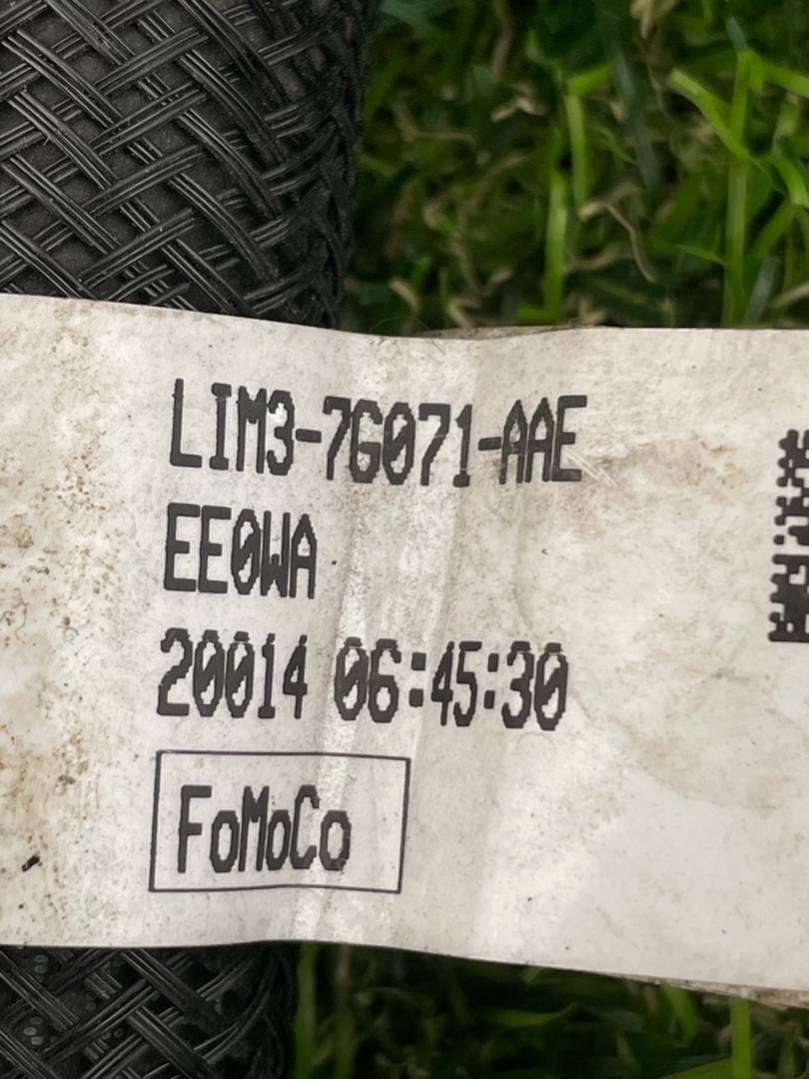 LIM3-7G071-AAE
EE0WA
20014 06:45:30
FoMoCo